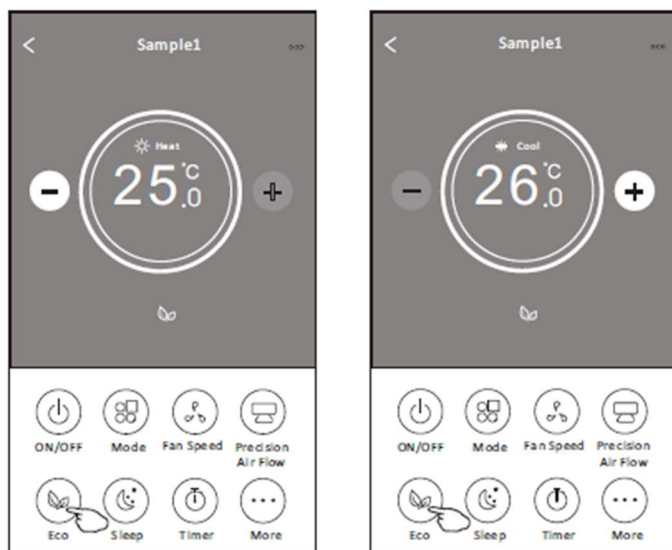 Sample1
Heat
25.0°C
ON/OFF Mode Fan Speed Precision Air Flow
Eco Sleep Timer More
Sample1
Cool
26.0°C
ON/OFF Mode Fan Speed Precision Air Flow
Eco Sleep Timer More